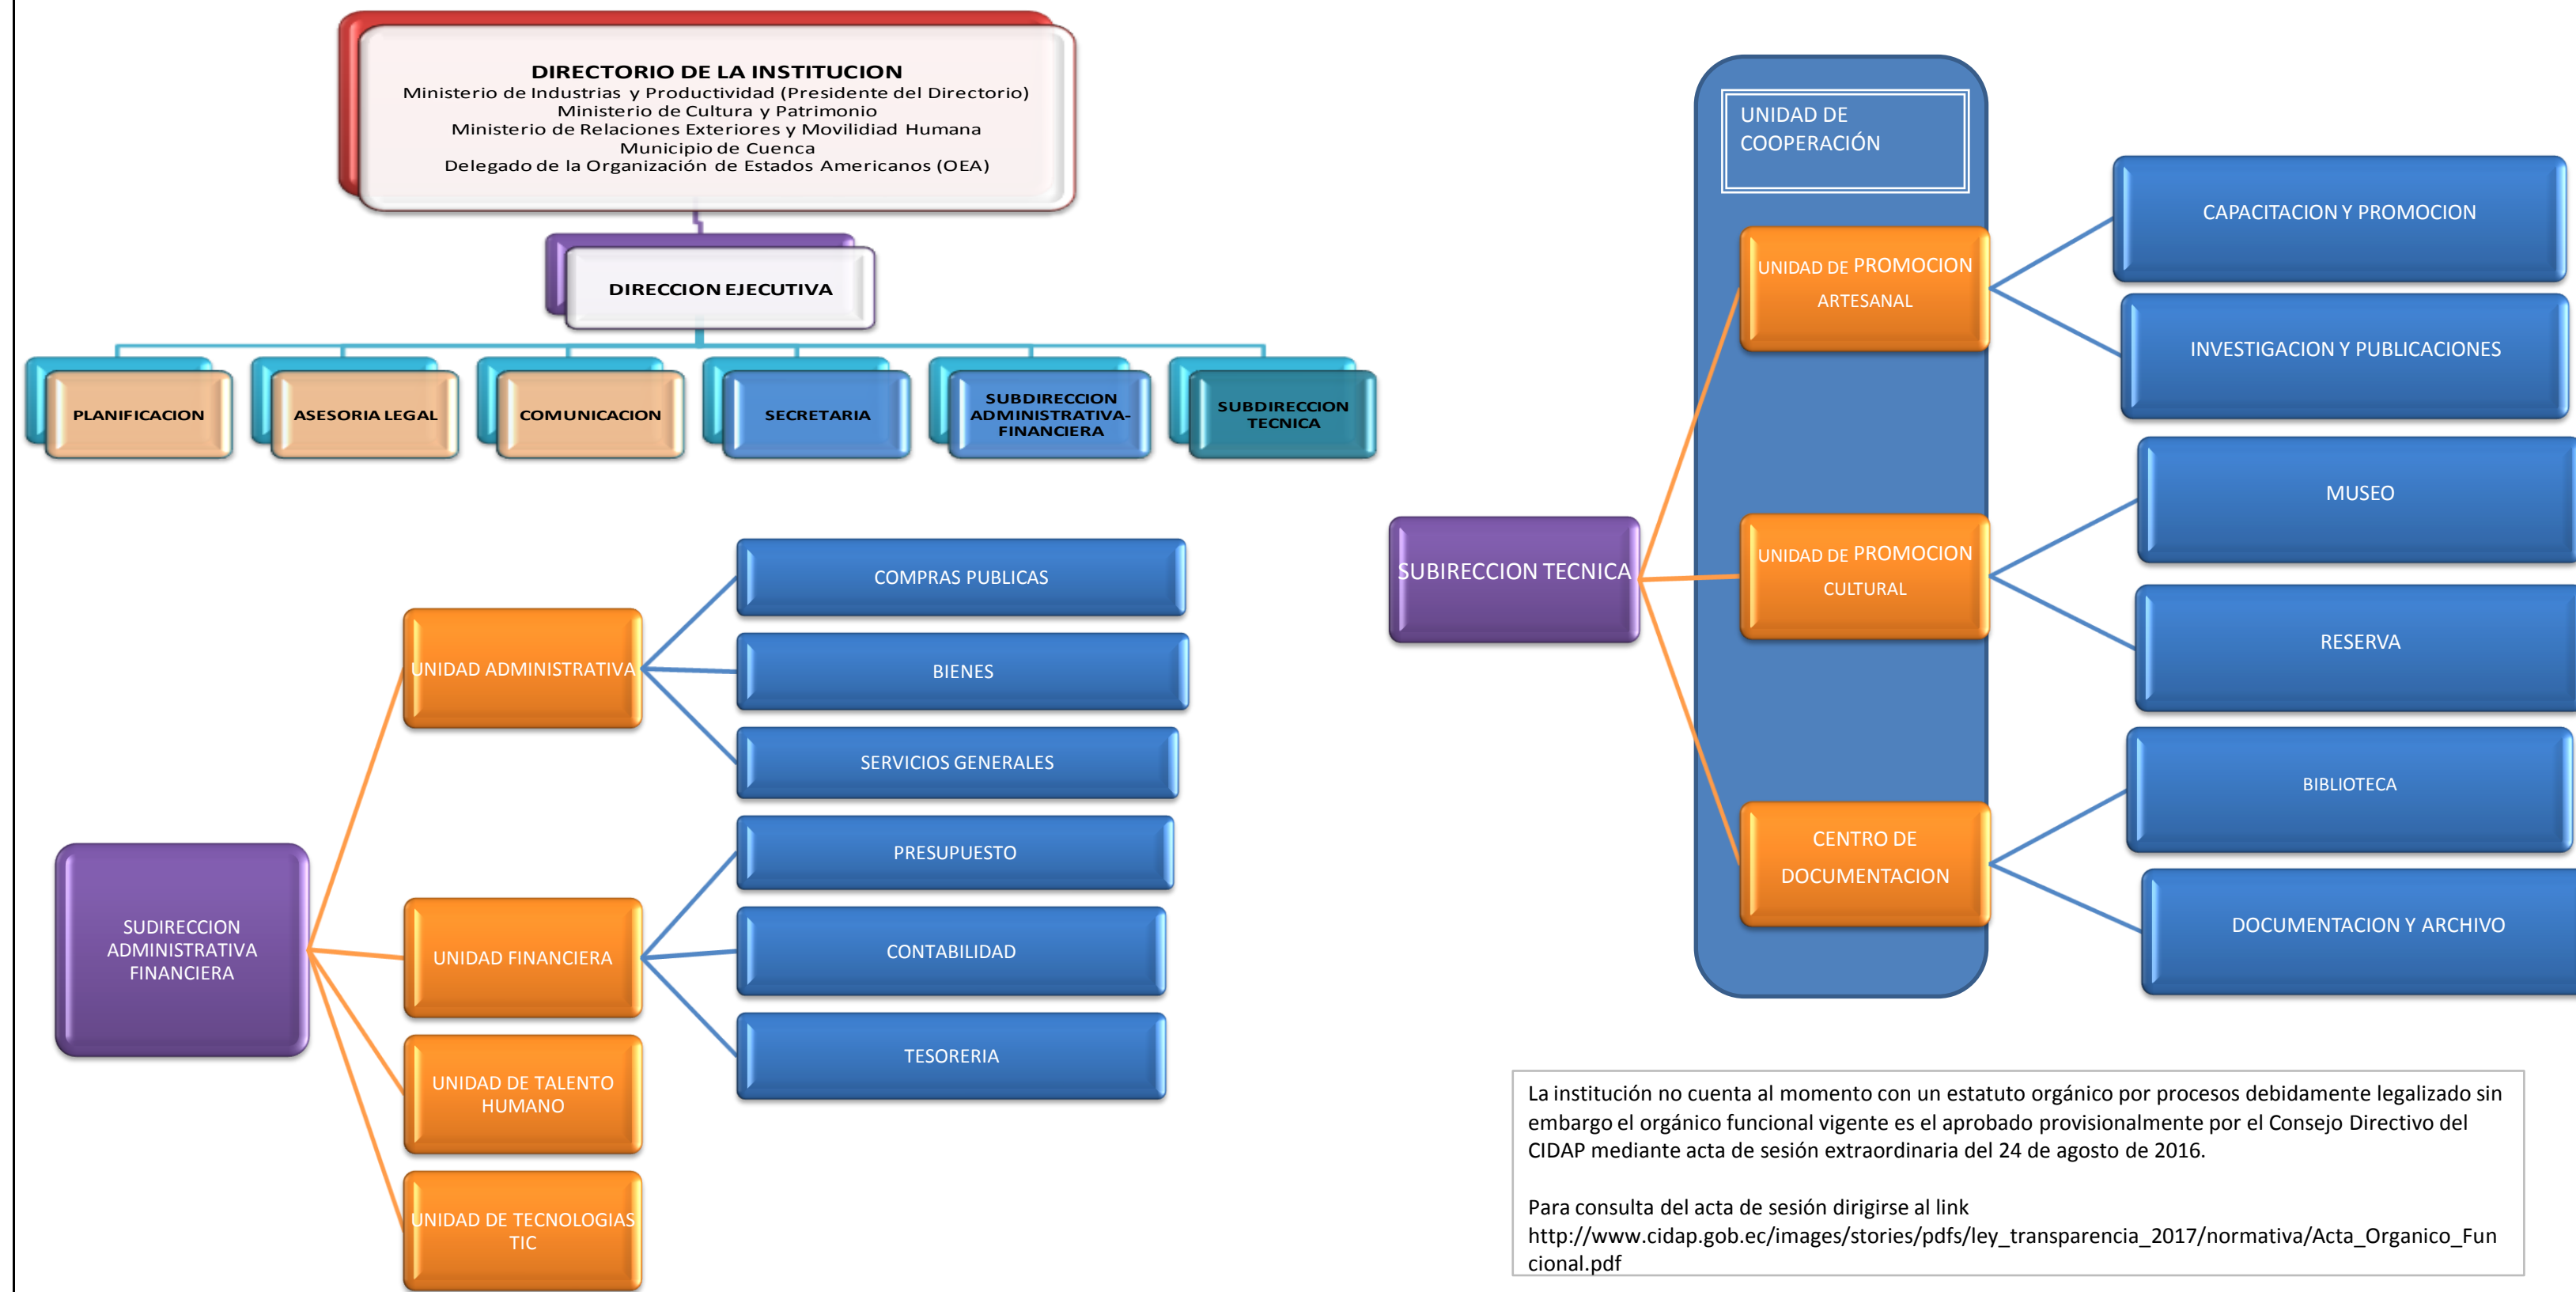 DIRECTORIO DE LA INSTITUCION
Ministerio de Industrias y Productividad (Presidente del Directorio)
Ministerio de Cultura y Patrimonio
Ministerio de Relaciones Exteriores y Movilidiad Humana
Municipio de Cuenca
Delegado de la Organización de Estados Americanos (OEA)
DIRECCION EJECUTIVA
PLANIFICACION
ASESORIA LEGAL
COMUNICACION
SECRETARIA
SUBDIRECCION
ADMINISTRATIVA-
FINANCIERA
SUBDIRECCION
TECNICA
SUDIRECCION
ADMINISTRATIVA
FINANCIERA
UNIDAD ADMINISTRATIVA
COMPRAS PUBLICAS
BIENES
SERVICIOS GENERALES
UNIDAD FINANCIERA
PRESUPUESTO
CONTABILIDAD
TESORERIA
UNIDAD DE TALENTO
HUMANO
UNIDAD DE TECNOLOGIAS
TIC
UNIDAD DE
COOPERACIÓN
SUBIRECCION TECNICA
UNIDAD DE PROMOCION
ARTESANAL
CAPACITACION Y PROMOCION
INVESTIGACION Y PUBLICACIONES
UNIDAD DE PROMOCION
CULTURAL
MUSEO
RESERVA
CENTRO DE
DOCUMENTACION
BIBLIOTECA
DOCUMENTACION Y ARCHIVO
La institución no cuenta al momento con un estatuto orgánico por procesos debidamente legalizado sin
embargo el orgánico funcional vigente es el aprobado provisionalmente por el Consejo Directivo del
CIDAP mediante acta de sesión extraordinaria del 24 de agosto de 2016.
Para consulta del acta de sesión dirigirse al link
http://www.cidap.gob.ec/images/stories/pdfs/ley_transparencia_2017/normativa/Acta_Organico_Fun
cional.pdf